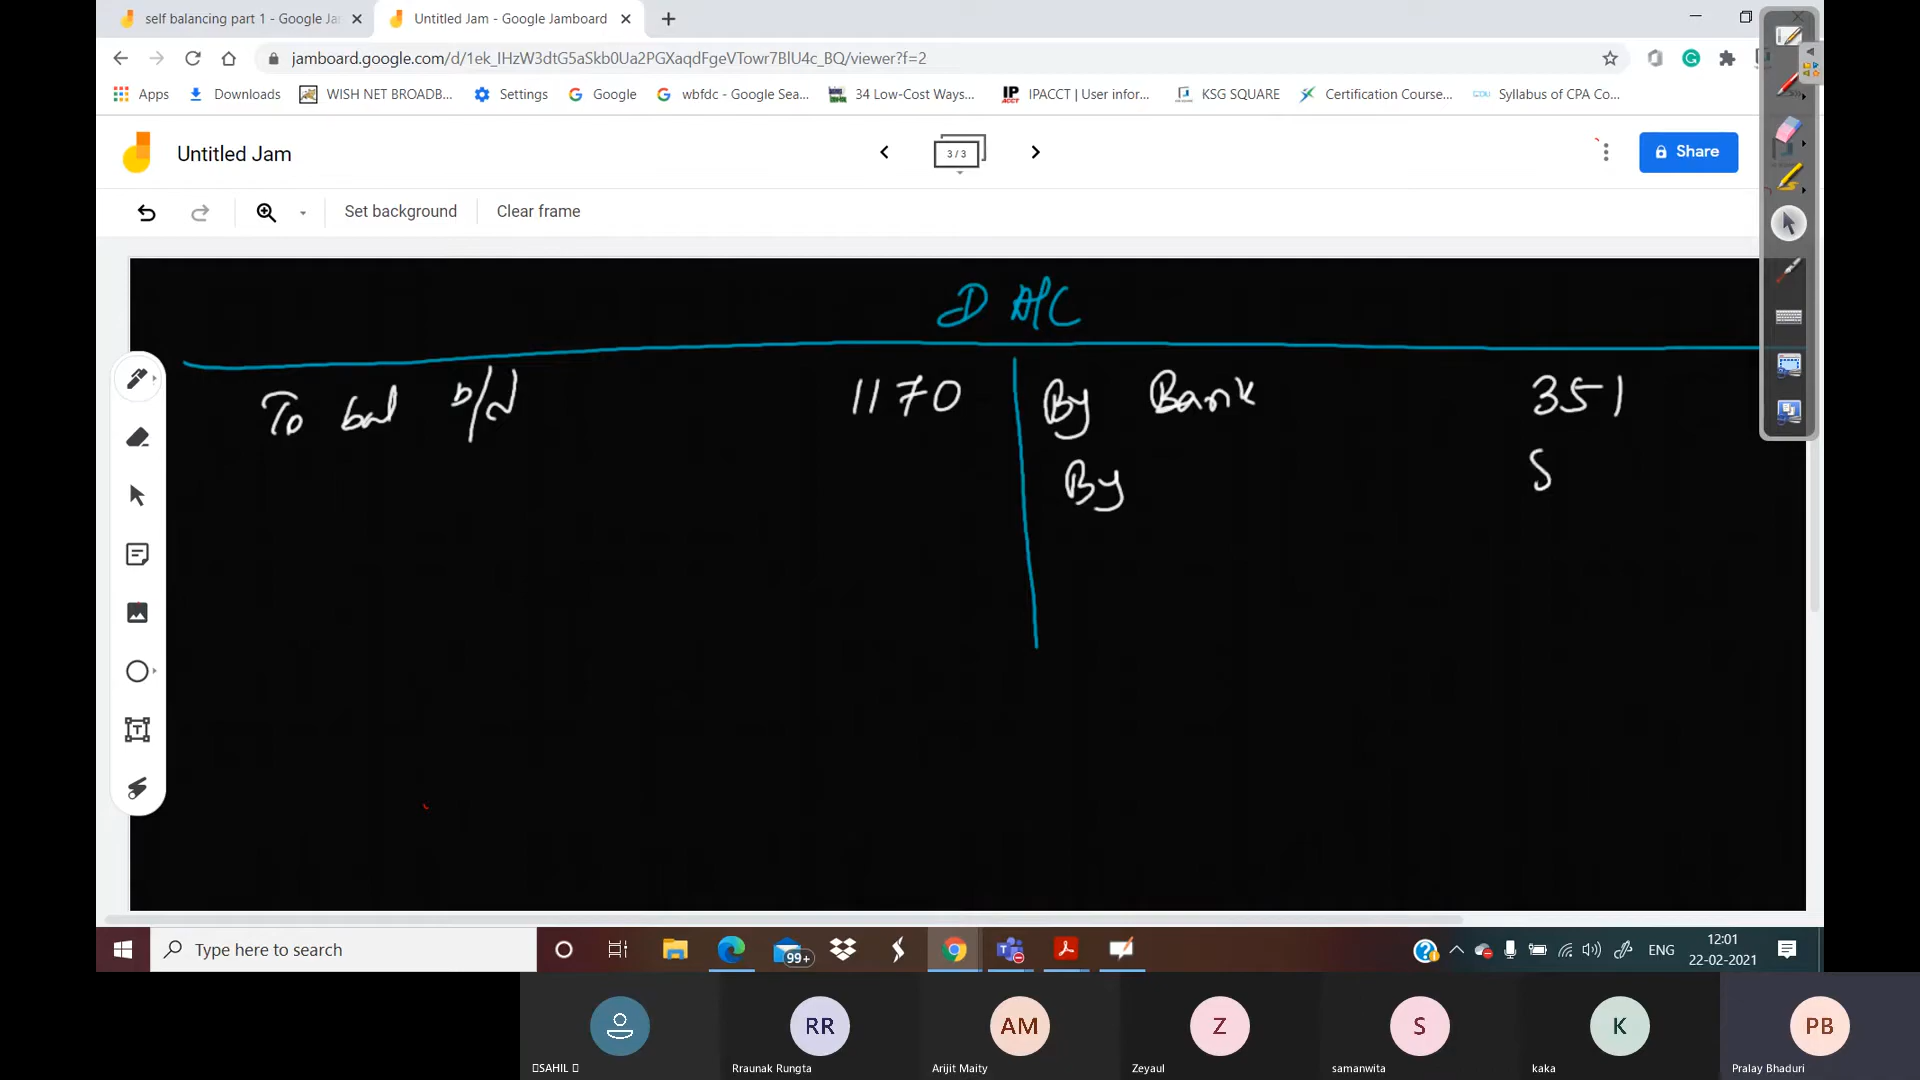 self balancing part 1 - Google Ja
Untitled Jam - Google Jamboard
jamboard.google.com/d/1ek_IHzW3dtG5aSkb0Ua2PGXaqdFgeVTowr7BlU4c_BQ/viewer?f=2
Apps Downloads WISH NET BROADB... Settings Google wbfdc - Google Sea... 34 Low-Cost Ways... IPACCT | User infor... KSG SQUARE Certification Course... Syllabus of CPA Co...
Untitled Jam
3 / 3
Share
Set background Clear frame
D A/C
To bal b/d 1170 By Bank 351
By 5
Type here to search
99+
ENG
12:01
22-02-2021
RR AM Z S K PB
SAHIL Rraunak Rungta Arijit Maity Zeyaul samanwita kaka Pralay Bhaduri